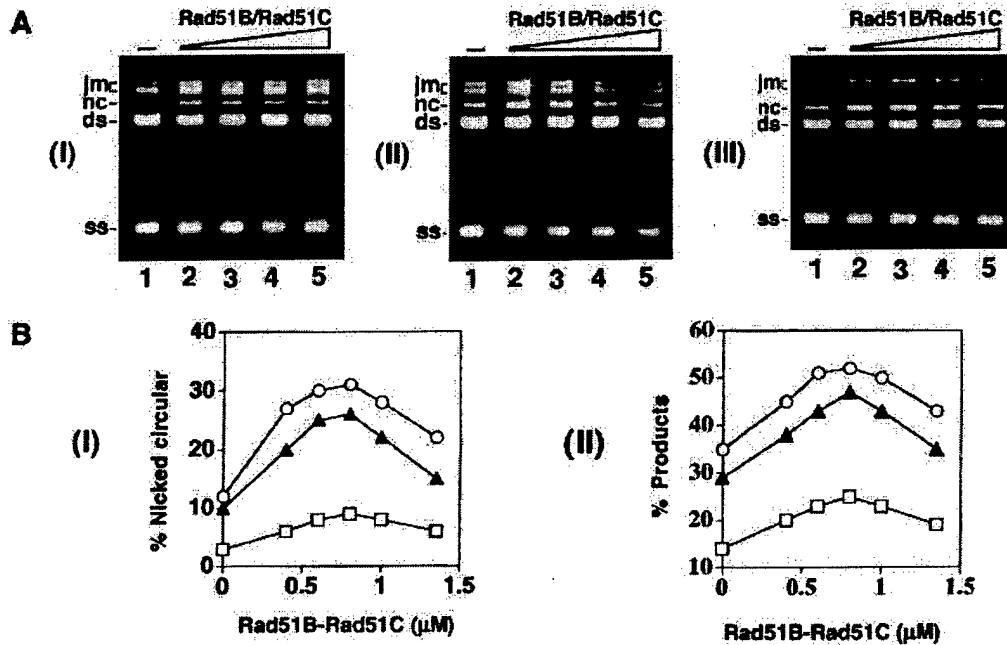 A
Rad51B/Rad51C
Rad51B/Rad51C
Rad51B/Rad51C
–
–
–
(I)
jm
nc-
ds-
ss-
1 2 3 4 5
(II)
jm
nc-
ds-
ss-
1 2 3 4 5
(III)
jm
nc-
ds-
ss-
1 2 3 4 5
B
(I)
% Nicked circular
40
30
20
10
0
0 0.5 1 1.5
Rad51B-Rad51C (µM)
(II)
% Products
60
50
40
30
20
10
0 0.5 1 1.5
Rad51B-Rad51C (µM)